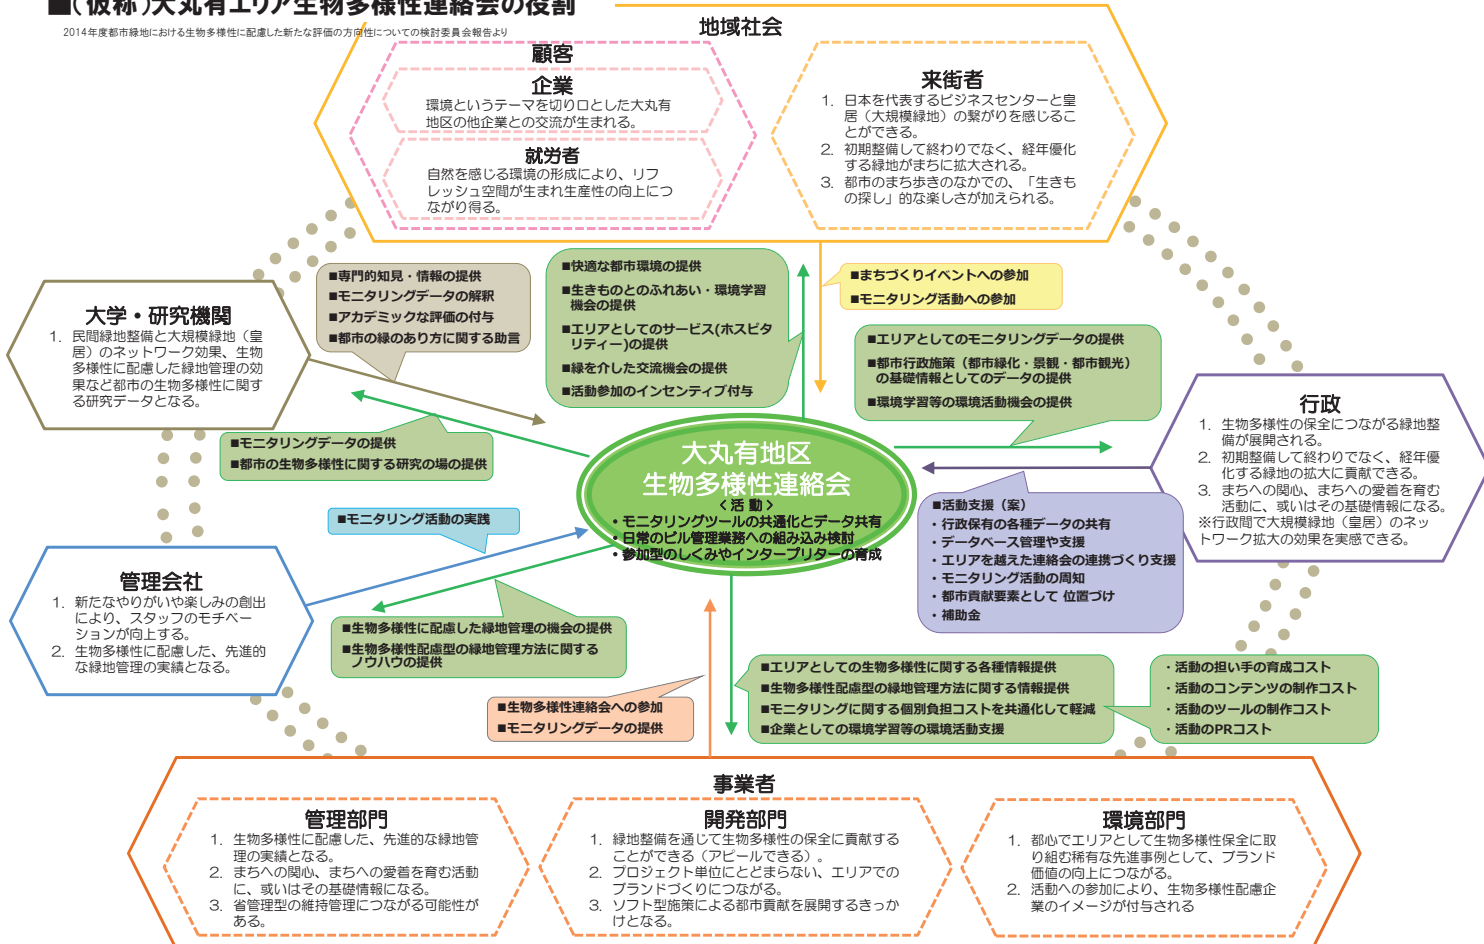 ■(仮称)大丸有エリア生物多様性連絡会の役割
2014年度都市緑地における生物多様性に配慮した新たな評価の方向性についての検討委員会報告より
地域社会
顧客
企業
環境というテーマを切り口とした大丸有
地区の他企業との交流が生まれる。
就労者
自然を感じる環境の形成により、リフ
レッシュ空間が生まれ生産性の向上につ
ながり得る。
来街者
1. 日本を代表するビジネスセンターと皇
居（大規模緑地）の繋がりを感じるこ
とができる。
2. 初期整備して終わりでなく、経年優化
する緑地がまちに拡大される。
3. 都市のまち歩きのなかでの、「生きも
の探し」的な楽しさが加えられる。
大学・研究機関
1. 民間緑地整備と大規模緑地（皇
居）のネットワーク効果、生物
多様性に配慮した緑地管理の効
果など都市の生物多様性に関す
る研究データとなる。
■専門的知見・情報の提供
■モニタリングデータの解釈
■アカデミックな評価の付与
■都市の緑のあり方に関する助言
■快適な都市環境の提供
■生きものとのふれあい・環境学習
機会の提供
■エリアとしてのサービス(ホスピタ
リティー)の提供
■緑を介した交流機会の提供
■活動参加のインセンティブ付与
■まちづくりイベントへの参加
■モニタリング活動への参加
■エリアとしてのモニタリングデータの提供
■都市行政施策（都市緑化・景観・都市観光）
の基礎情報としてのデータの提供
■環境学習等の環境活動機会の提供
行政
1. 生物多様性の保全につながる緑地整
備が展開される。
2. 初期整備して終わりでなく、経年優
化する緑地の拡大に貢献できる。
3. まちへの関心、まちへの愛着を育む
活動に、或いはその基礎情報になる。
※行政間で大規模緑地（皇居）のネッ
トワーク拡大の効果を実感できる。
■モニタリングデータの提供
■都市の生物多様性に関する研究の場の提供
大丸有地区
生物多様性連絡会
＜活 動＞
・モニタリングツールの共通化とデータ共有
・日常のビル管理業務への組み込み検討
・参加型のしくみやインタープリターの育成
■活動支援（案）
・行政保有の各種データの共有
・データベース管理や支援
・エリアを越えた連絡会の連携づくり支援
・モニタリング活動の周知
・都市貢献要素として 位置づけ
・補助金
■モニタリング活動の実践
管理会社
1. 新たなやりがいや楽しみの創出
により、スタッフのモチベー
ションが向上する。
2. 生物多様性に配慮した、先進的
な緑地管理の実績となる。
■生物多様性に配慮した緑地管理の機会の提供
■生物多様性配慮型の緑地管理方法に関する
ノウハウの提供
■生物多様性連絡会への参加
■モニタリングデータの提供
■エリアとしての生物多様性に関する各種情報提供
■生物多様性配慮型の緑地管理方法に関する情報提供
■モニタリングに関する個別負担コストを共通化して軽減
■企業としての環境学習等の環境活動支援
・活動の担い手の育成コスト
・活動のコンテンツの制作コスト
・活動のツールの制作コスト
・活動のPRコスト
事業者
管理部門
1. 生物多様性に配慮した、先進的な緑地管
理の実績となる。
2. まちへの関心、まちへの愛着を育む活動
に、或いはその基礎情報になる。
3. 省管理型の維持管理につながる可能性が
ある。
開発部門
1. 緑地整備を通じて生物多様性の保全に貢献する
ことができる（アピールできる）。
2. プロジェクト単位にとどまらない、エリアでの
ブランドづくりにつながる。
3. ソフト型施策による都市貢献を展開するきっか
けとなる。
環境部門
1. 都心でエリアとして生物多様性保全に取
り組む稀有な先進事例として、ブランド
価値の向上につながる。
2. 活動への参加により、生物多様性配慮企
業のイメージが付与される